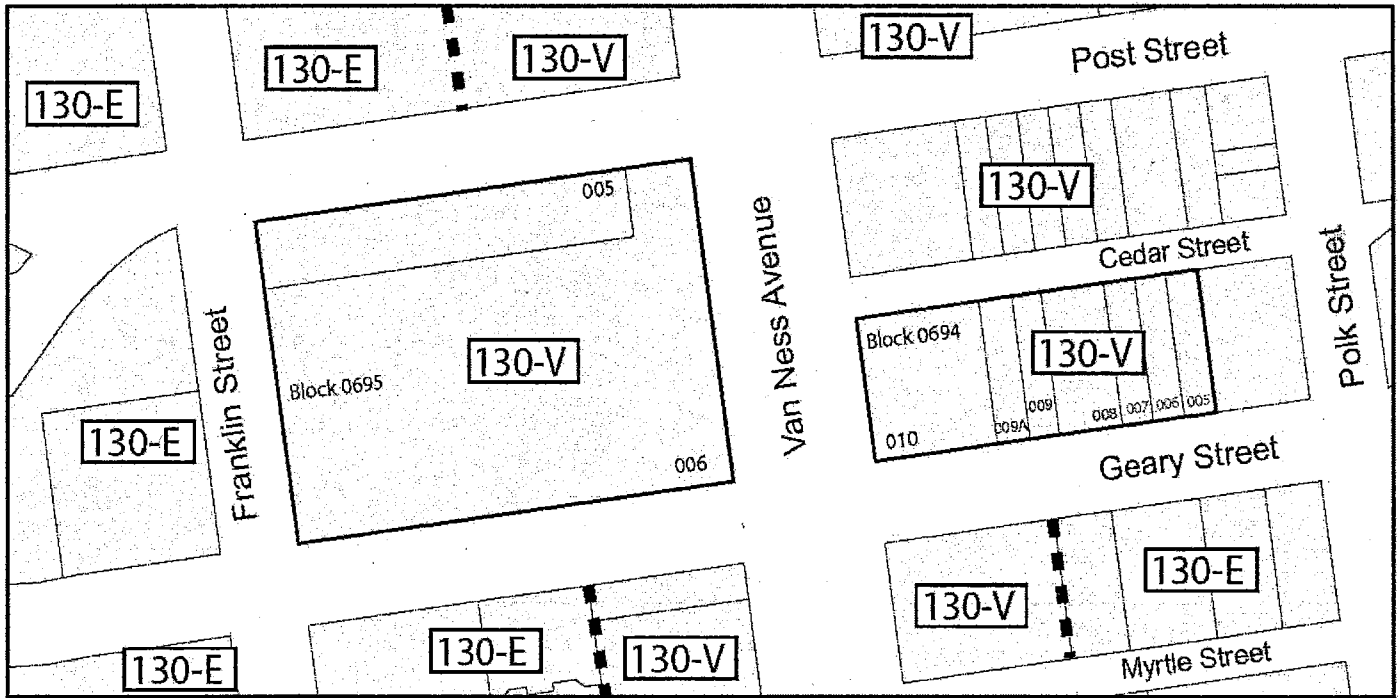 130-V
130-E
130-V
130-E
Post Street
130-V
005
Cedar Street
Van Ness Avenue
Polk Street
Franklin Street
Block 0694
130-V
130-V
Block 0695
009A
009
008
007
006
005
010
130-E
006
Geary Street
130-E
130-V
130-E
130-V
130-E
Myrtle Street